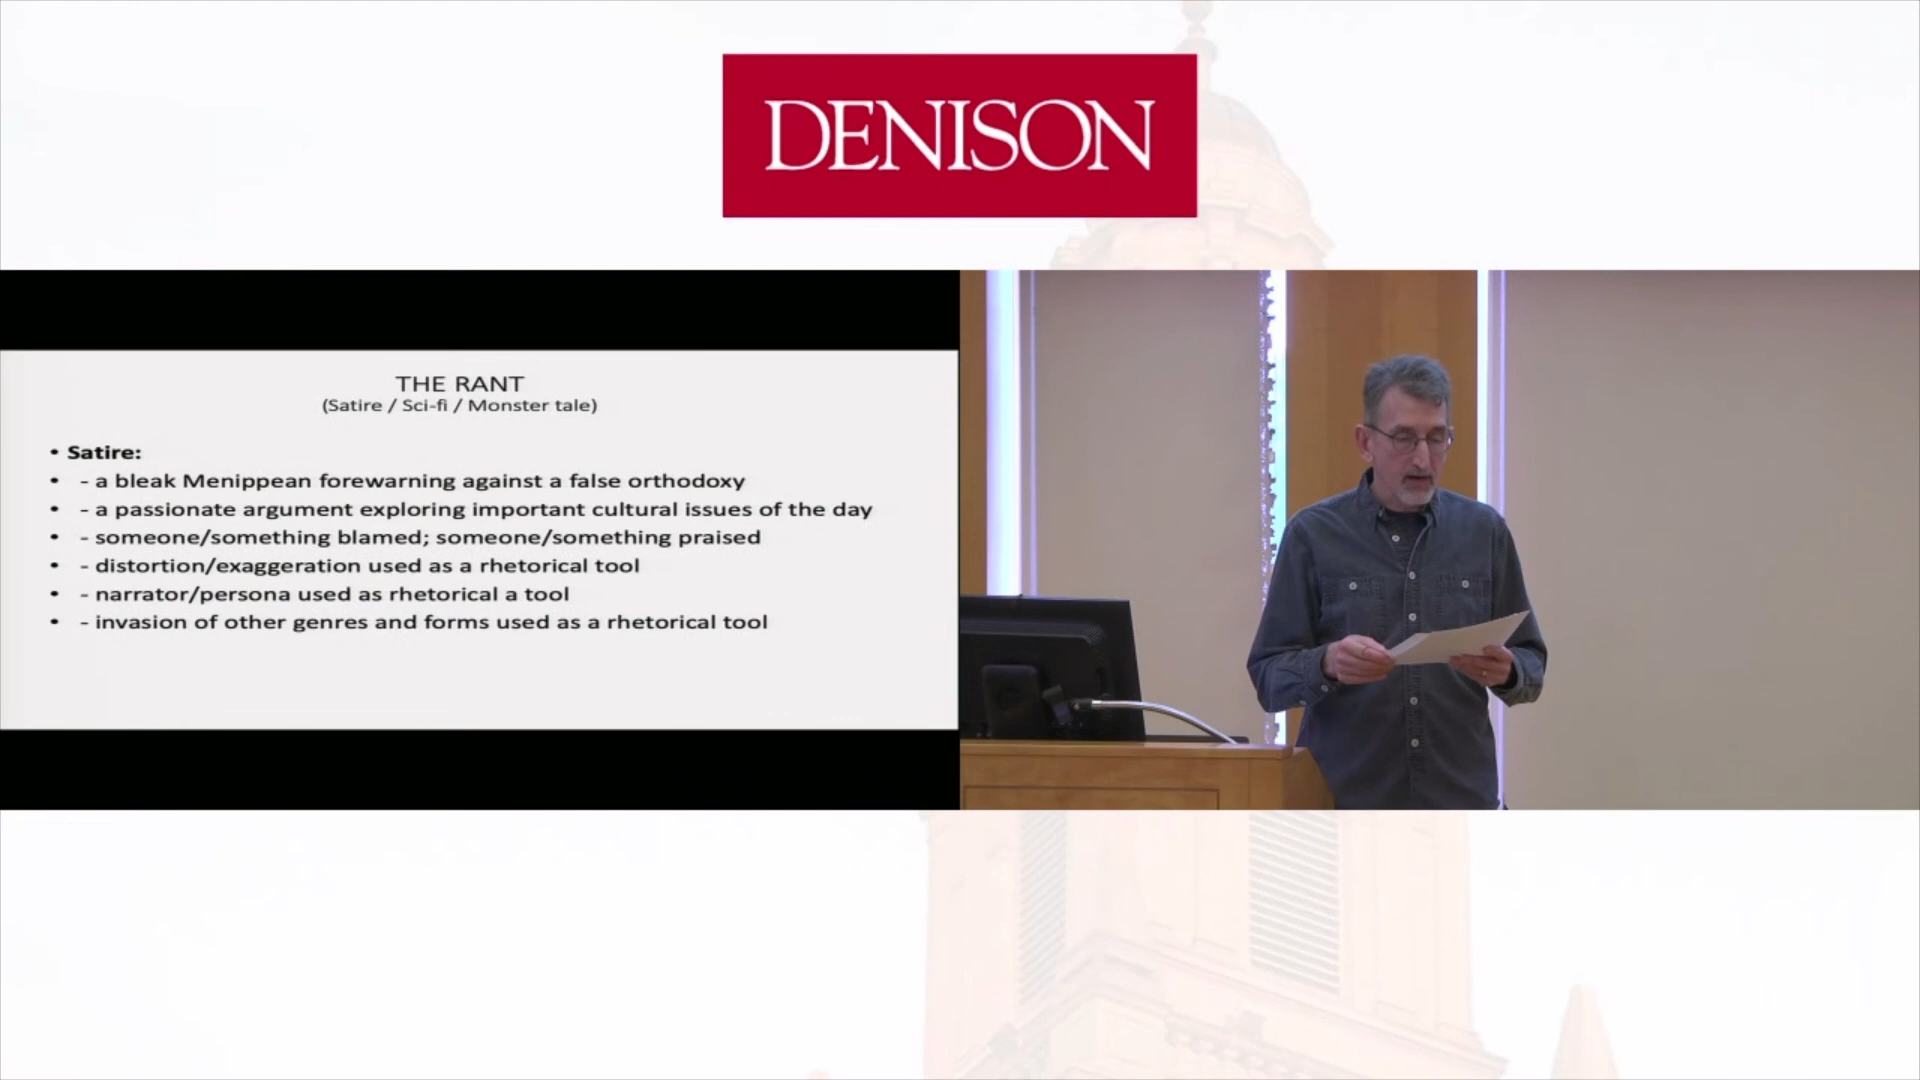 DENISON
THE RANT
(Satire / Sci-fi / Monster tale)
• Satire:
• - a bleak Menippean forewarning against a false orthodoxy
• - a passionate argument exploring important cultural issues of the day
• - someone/something blamed; someone/something praised
• - distortion/exaggeration used as a rhetorical tool
• - narrator/persona used as rhetorical a tool
• - invasion of other genres and forms used as a rhetorical tool